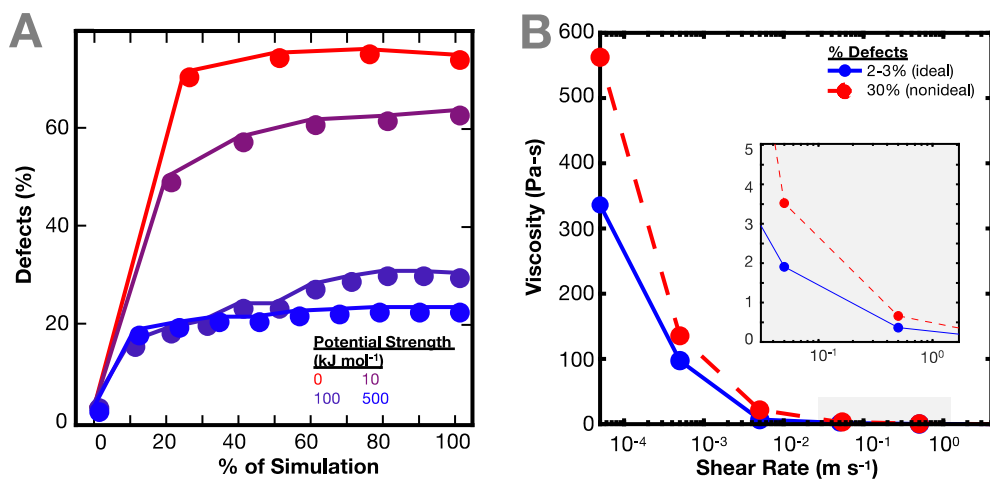 A
Defects (%)
60
40
20
0
0 20 40 60 80 100
% of Simulation
Potential Strength
(kJ mol⁻¹)
0 10
100 500
B
Viscosity (Pa-s)
600
500
400
300
200
100
0
10⁻⁴ 10⁻³ 10⁻² 10⁻¹ 10⁰
Shear Rate (m s⁻¹)
% Defects
2-3% (ideal)
30% (nonideal)
5
4
3
2
1
0
10⁻¹ 10⁰